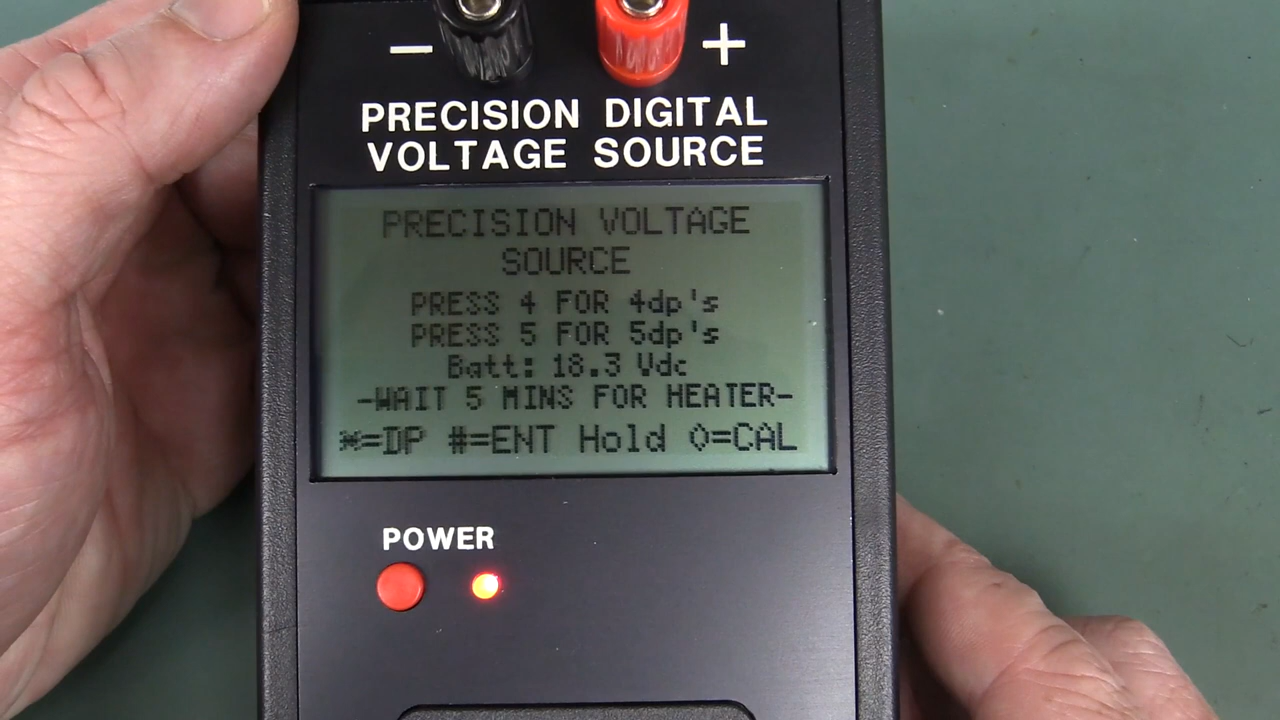 − +
PRECISION DIGITAL
VOLTAGE SOURCE
PRECISION VOLTAGE
SOURCE
PRESS 4 FOR 4dp's
PRESS 5 FOR 5dp's
Batt: 18.3 Vdc
-WAIT 5 MINS FOR HEATER-
*=DP #=ENT Hold ◊=CAL
POWER